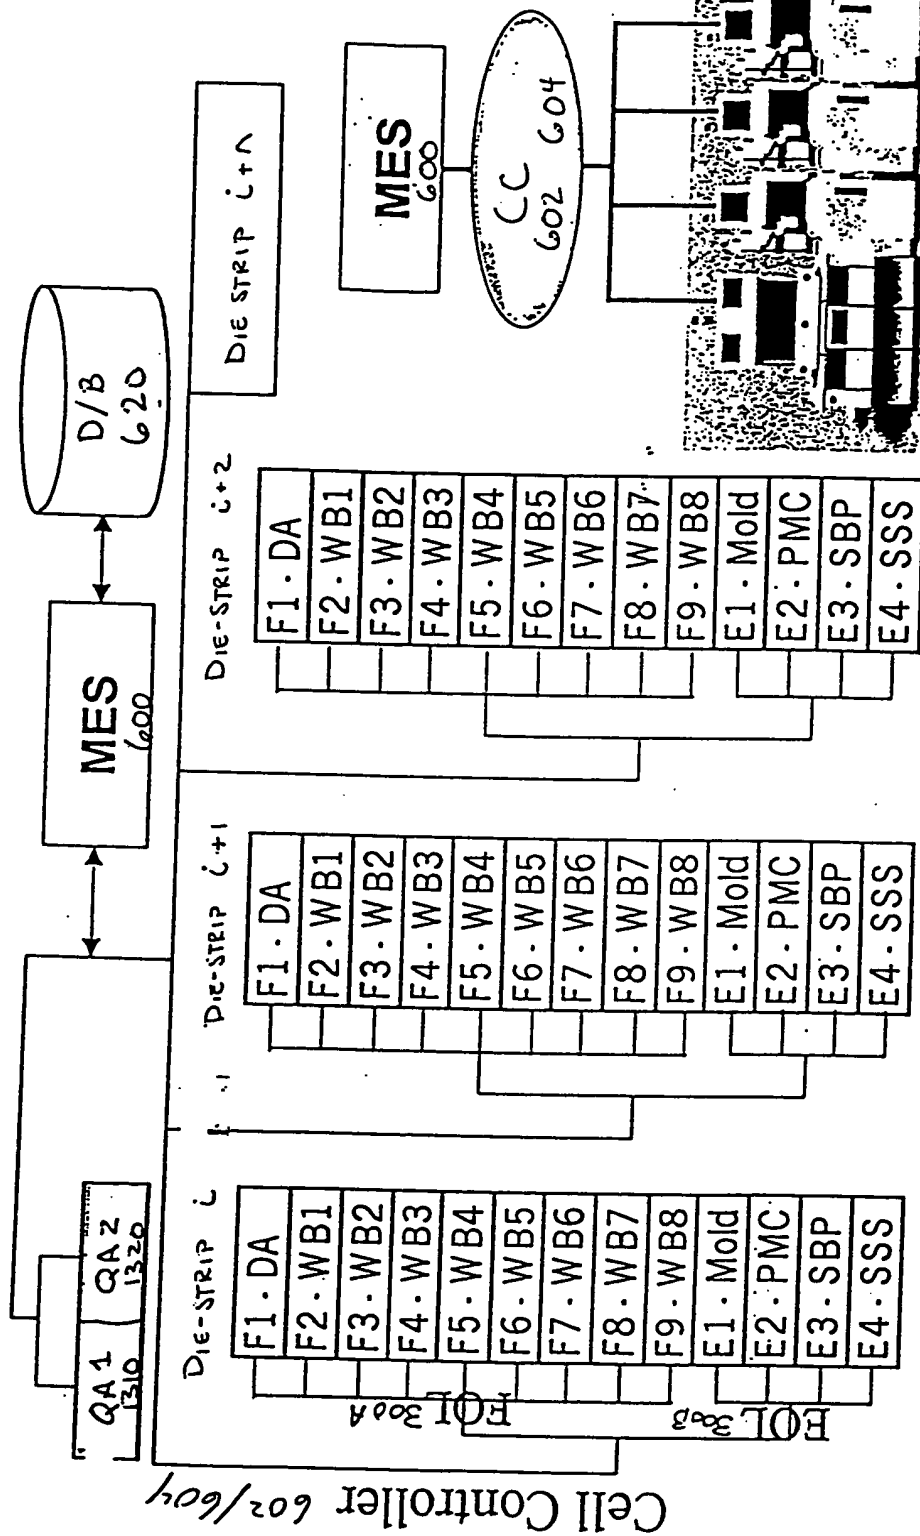 QA1
1310
QA2
1320
MES
600
D/B
620
DIE-STRIP i
F1·DA
F2·WB1
F3·WB2
F4·WB3
F5·WB4
F6·WB5
F7·WB6
F8·WB7
F9·WB8
E1·Mold
E2·PMC
E3·SBP
E4·SSS
FOL 300A
EOL 300B
Cell Controller 602/604
DIE-STRIP i+1
F1·DA
F2·WB1
F3·WB2
F4·WB3
F5·WB4
F6·WB5
F7·WB6
F8·WB7
F9·WB8
E1·Mold
E2·PMC
E3·SBP
E4·SSS
DIE-STRIP i+2
F1·DA
F2·WB1
F3·WB2
F4·WB3
F5·WB4
F6·WB5
F7·WB6
F8·WB7
F9·WB8
E1·Mold
E2·PMC
E3·SBP
E4·SSS
DIE STRIP i+n
MES
600
CC
602 604